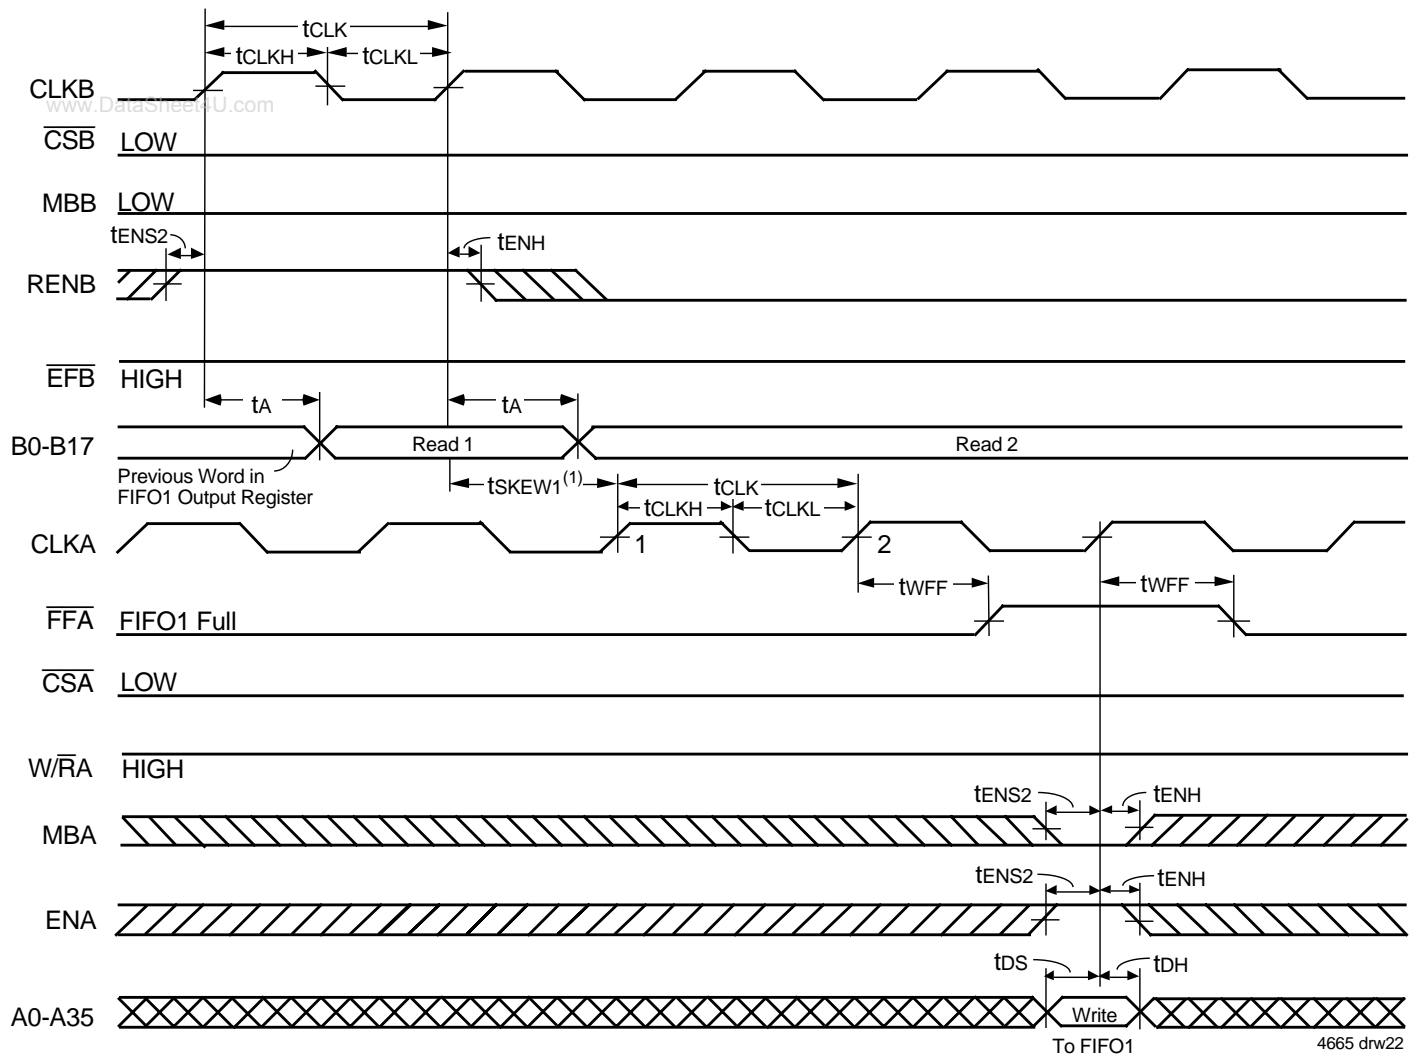 tCLK
tCLKH tCLKL
CLKB
www.DataSheet4U.com
CSB LOW
MBB LOW
tENS2 tENH
RENB
EFB HIGH
tA tA
B0-B17 Read 1 Read 2
Previous Word in
FIFO1 Output Register
tSKEW1(1) tCLK
tCLKH tCLKL
CLKA 1 2
tWFF tWFF
FFA FIFO1 Full
CSA LOW
W/RA HIGH
tENS2 tENH
MBA
tENS2 tENH
ENA
tDS tDH
A0-A35 Write
To FIFO1 4665 drw22